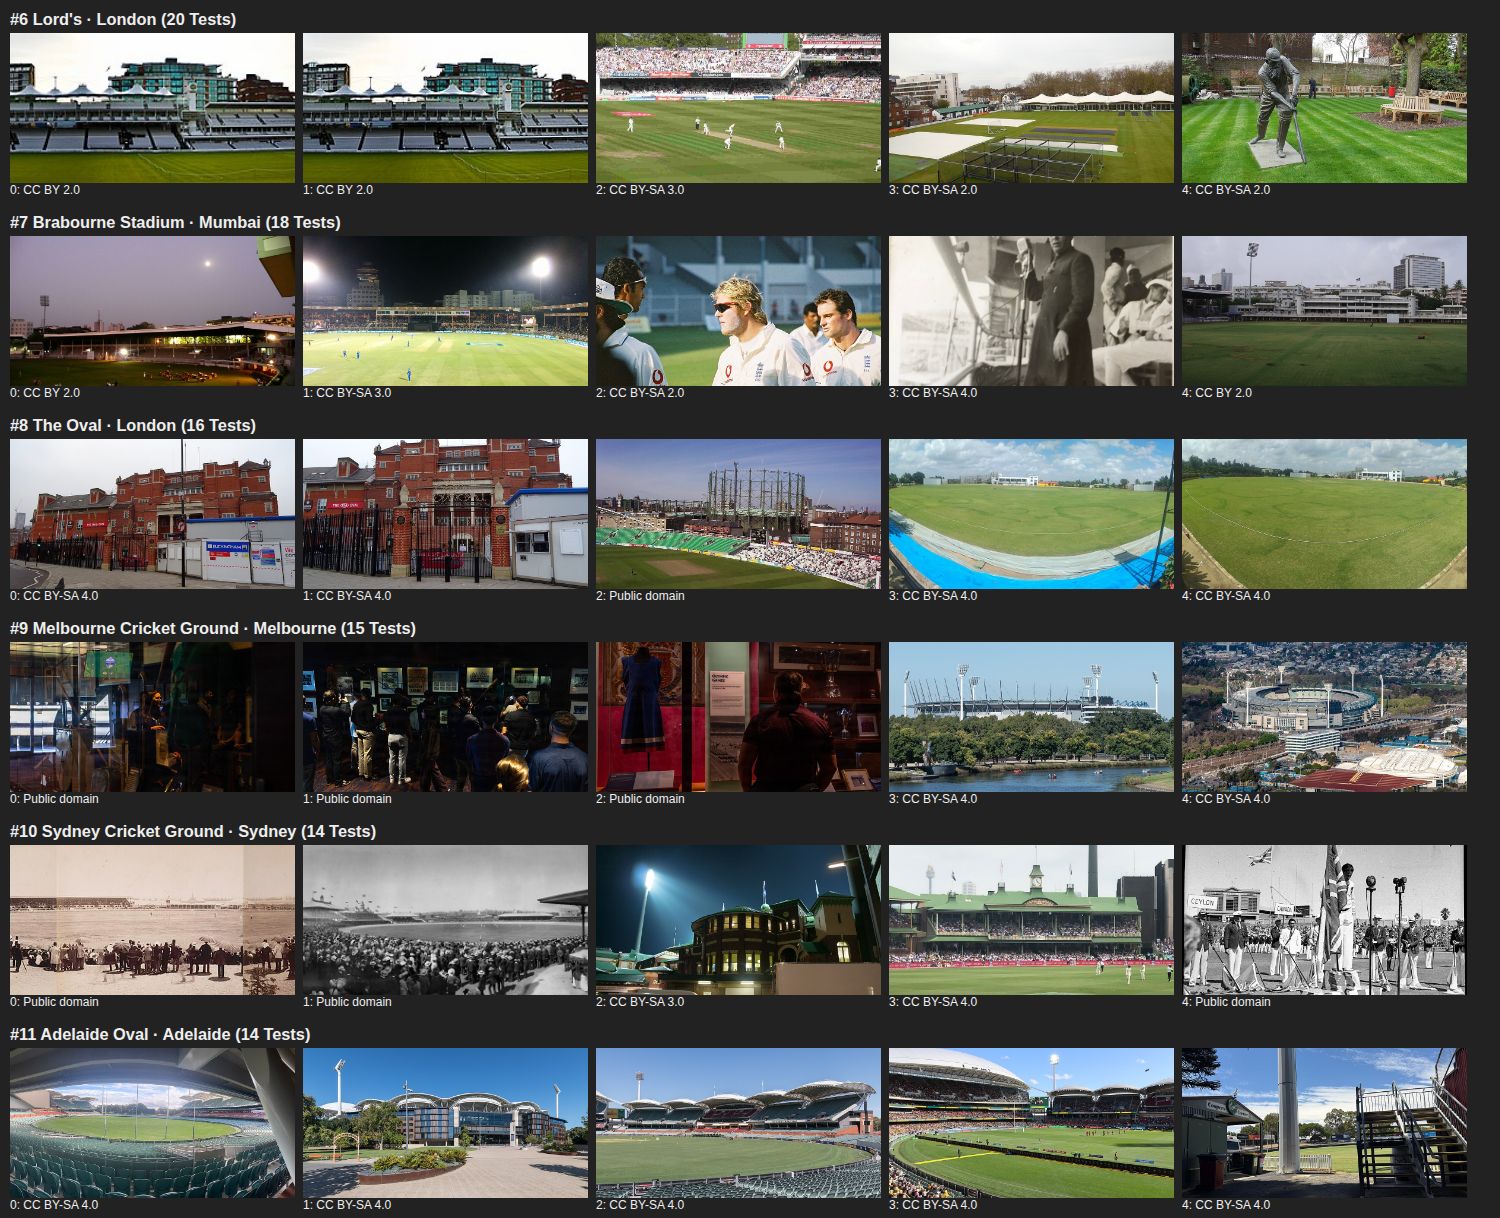 #6 Lord's · London (20 Tests)
0: CC BY 2.0
1: CC BY 2.0
2: CC BY-SA 3.0
3: CC BY-SA 2.0
4: CC BY-SA 2.0
#7 Brabourne Stadium · Mumbai (18 Tests)
0: CC BY 2.0
1: CC BY-SA 3.0
2: CC BY-SA 2.0
3: CC BY-SA 4.0
4: CC BY 2.0
#8 The Oval · London (16 Tests)
0: CC BY-SA 4.0
1: CC BY-SA 4.0
2: Public domain
3: CC BY-SA 4.0
4: CC BY-SA 4.0
#9 Melbourne Cricket Ground · Melbourne (15 Tests)
0: Public domain
1: Public domain
2: Public domain
3: CC BY-SA 4.0
4: CC BY-SA 4.0
#10 Sydney Cricket Ground · Sydney (14 Tests)
CEYLON
CANADA
0: Public domain
1: Public domain
2: CC BY-SA 3.0
3: CC BY-SA 4.0
4: Public domain
#11 Adelaide Oval · Adelaide (14 Tests)
0: CC BY-SA 4.0
1: CC BY-SA 4.0
2: CC BY-SA 4.0
3: CC BY-SA 4.0
4: CC BY-SA 4.0